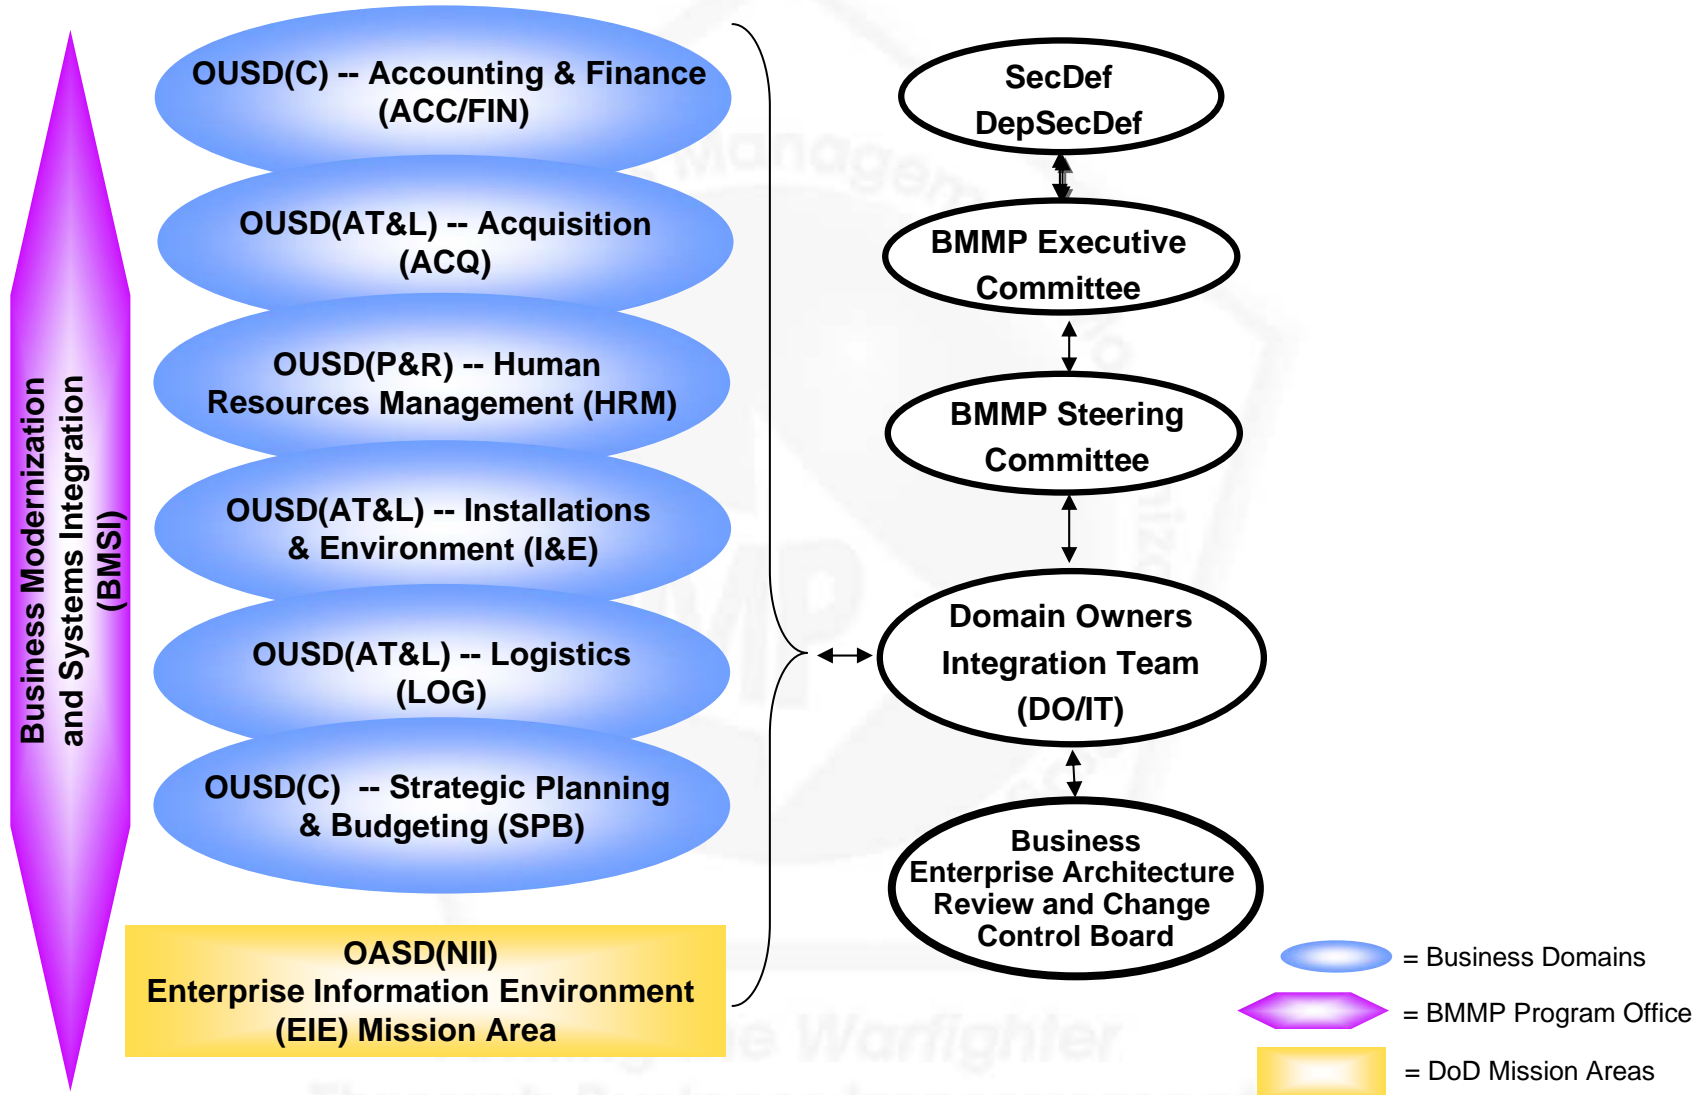 Business Modernization
and Systems Integration
(BMSI)
OUSD(C) -- Accounting & Finance
(ACC/FIN)
OUSD(AT&L) -- Acquisition
(ACQ)
OUSD(P&R) -- Human
Resources Management (HRM)
OUSD(AT&L) -- Installations
& Environment (I&E)
OUSD(AT&L) -- Logistics
(LOG)
OUSD(C) -- Strategic Planning
& Budgeting (SPB)
OASD(NII)
Enterprise Information Environment
(EIE) Mission Area
SecDef
DepSecDef
BMMP Executive
Committee
BMMP Steering
Committee
Domain Owners
Integration Team
(DO/IT)
Business
Enterprise Architecture
Review and Change
Control Board
= Business Domains
= BMMP Program Office
= DoD Mission Areas
Warfighter